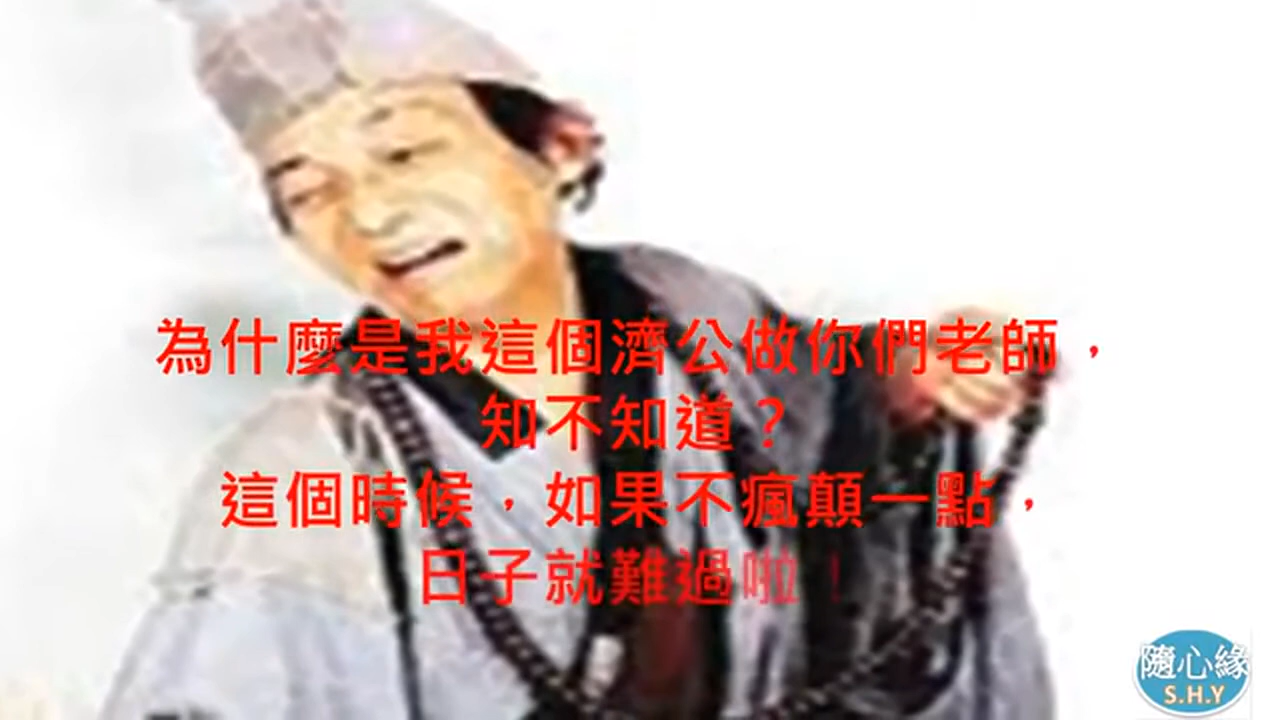 為什麼是我這個濟公做你們老師，
知不知道？
這個時候，如果不瘋顛一點，
日子就難過啦！
隨心緣
S.H.Y